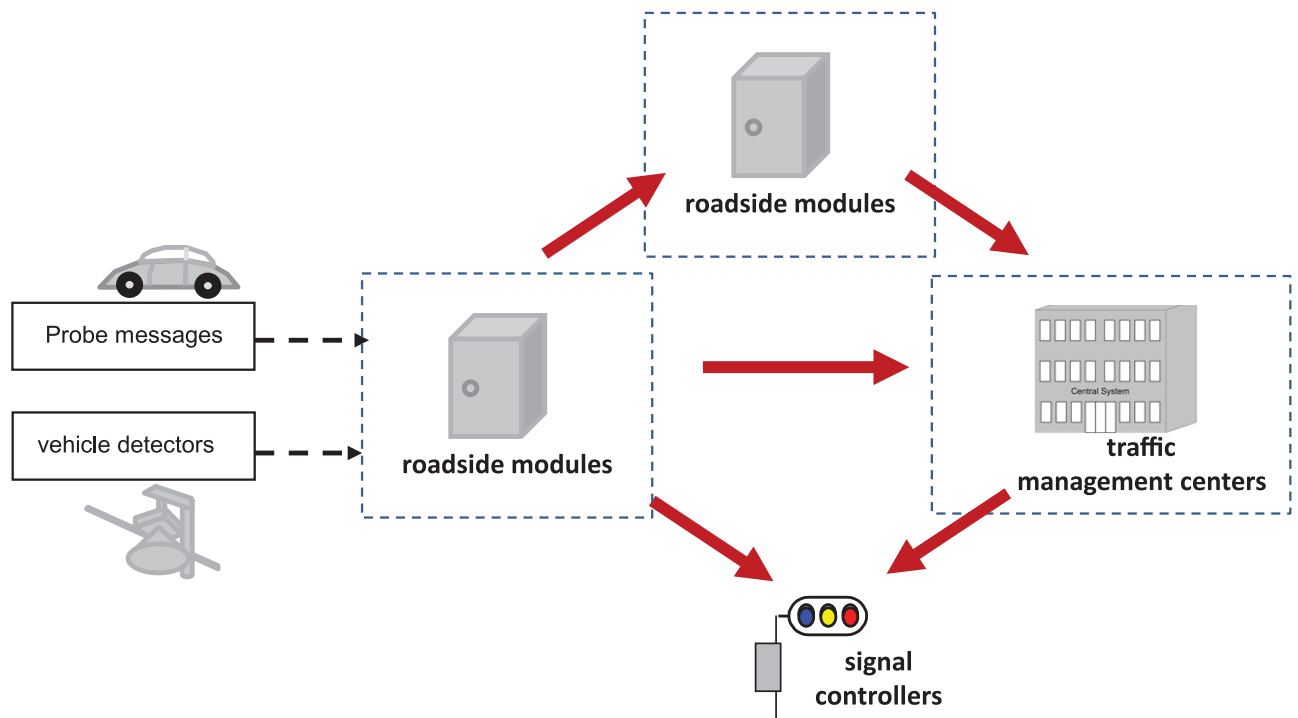 roadside modules
Probe messages
vehicle detectors
roadside modules
Central System
traffic
management centers
signal
controllers